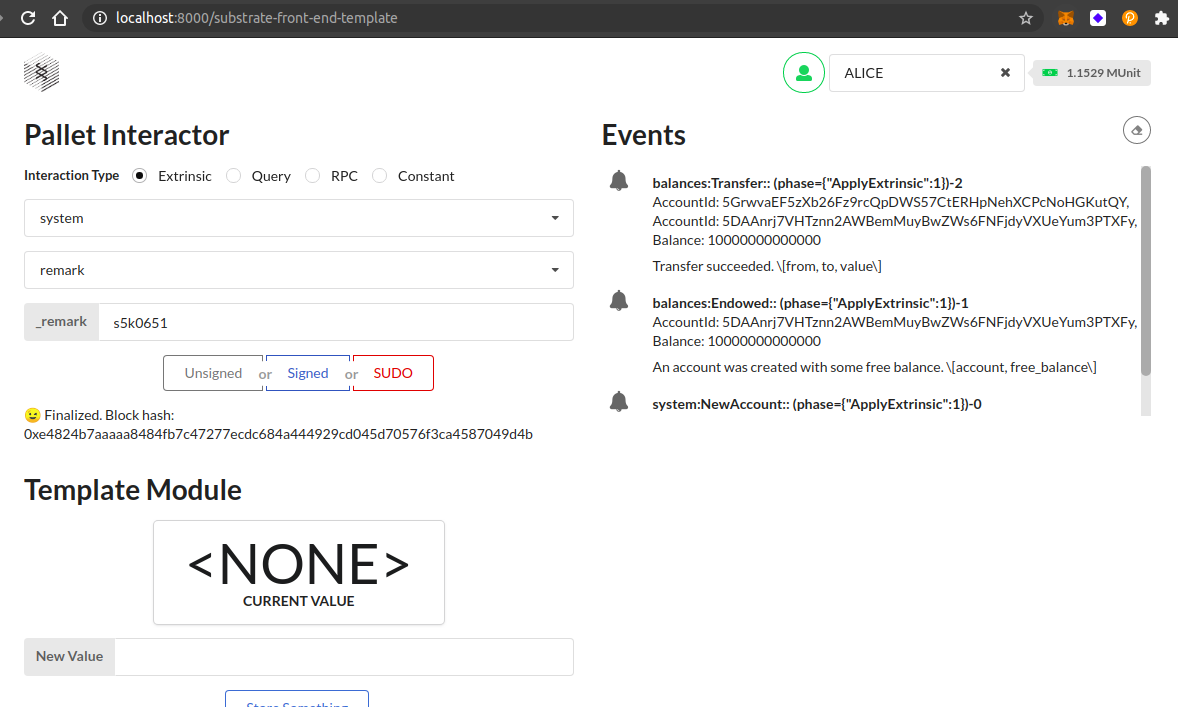 localhost:8000/substrate-front-end-template
ALICE
1.1529 MUnit
Pallet Interactor
Interaction Type Extrinsic Query RPC Constant
system
remark
_remark s5k0651
Unsigned or Signed or SUDO
😉 Finalized. Block hash:
0xe4824b7aaaaa8484fb7c47277ecdc684a444929cd045d70576f3ca4587049d4b
Template Module
<NONE>
CURRENT VALUE
New Value
Store Something
Events
balances:Transfer:: (phase={"ApplyExtrinsic":1})-2
AccountId: 5GrwvaEF5zXb26Fz9rcQpDWS57CtERHpNehXCPcNoHGKutQY,
AccountId: 5DAAnrj7VHTznn2AWBemMuyBwZWs6FNFjdyVXUeYum3PTXFy,
Balance: 10000000000000
Transfer succeeded. \[from, to, value\]
balances:Endowed:: (phase={"ApplyExtrinsic":1})-1
AccountId: 5DAAnrj7VHTznn2AWBemMuyBwZWs6FNFjdyVXUeYum3PTXFy,
Balance: 10000000000000
An account was created with some free balance. \[account, free_balance\]
system:NewAccount:: (phase={"ApplyExtrinsic":1})-0